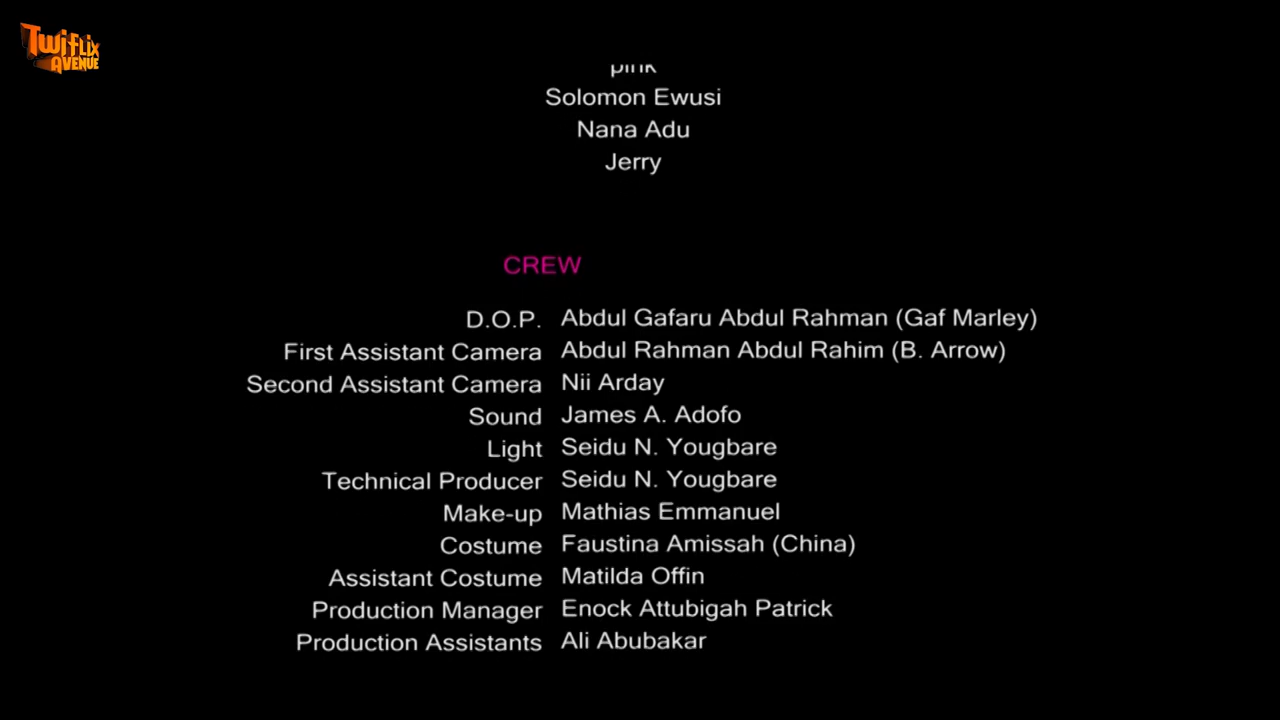 TWIFLIX
AVENUE
pink
Solomon Ewusi
Nana Adu
Jerry
CREW
D.O.P. Abdul Gafaru Abdul Rahman (Gaf Marley)
First Assistant Camera Abdul Rahman Abdul Rahim (B. Arrow)
Second Assistant Camera Nii Arday
Sound James A. Adofo
Light Seidu N. Yougbare
Technical Producer Seidu N. Yougbare
Make-up Mathias Emmanuel
Costume Faustina Amissah (China)
Assistant Costume Matilda Offin
Production Manager Enock Attubigah Patrick
Production Assistants Ali Abubakar